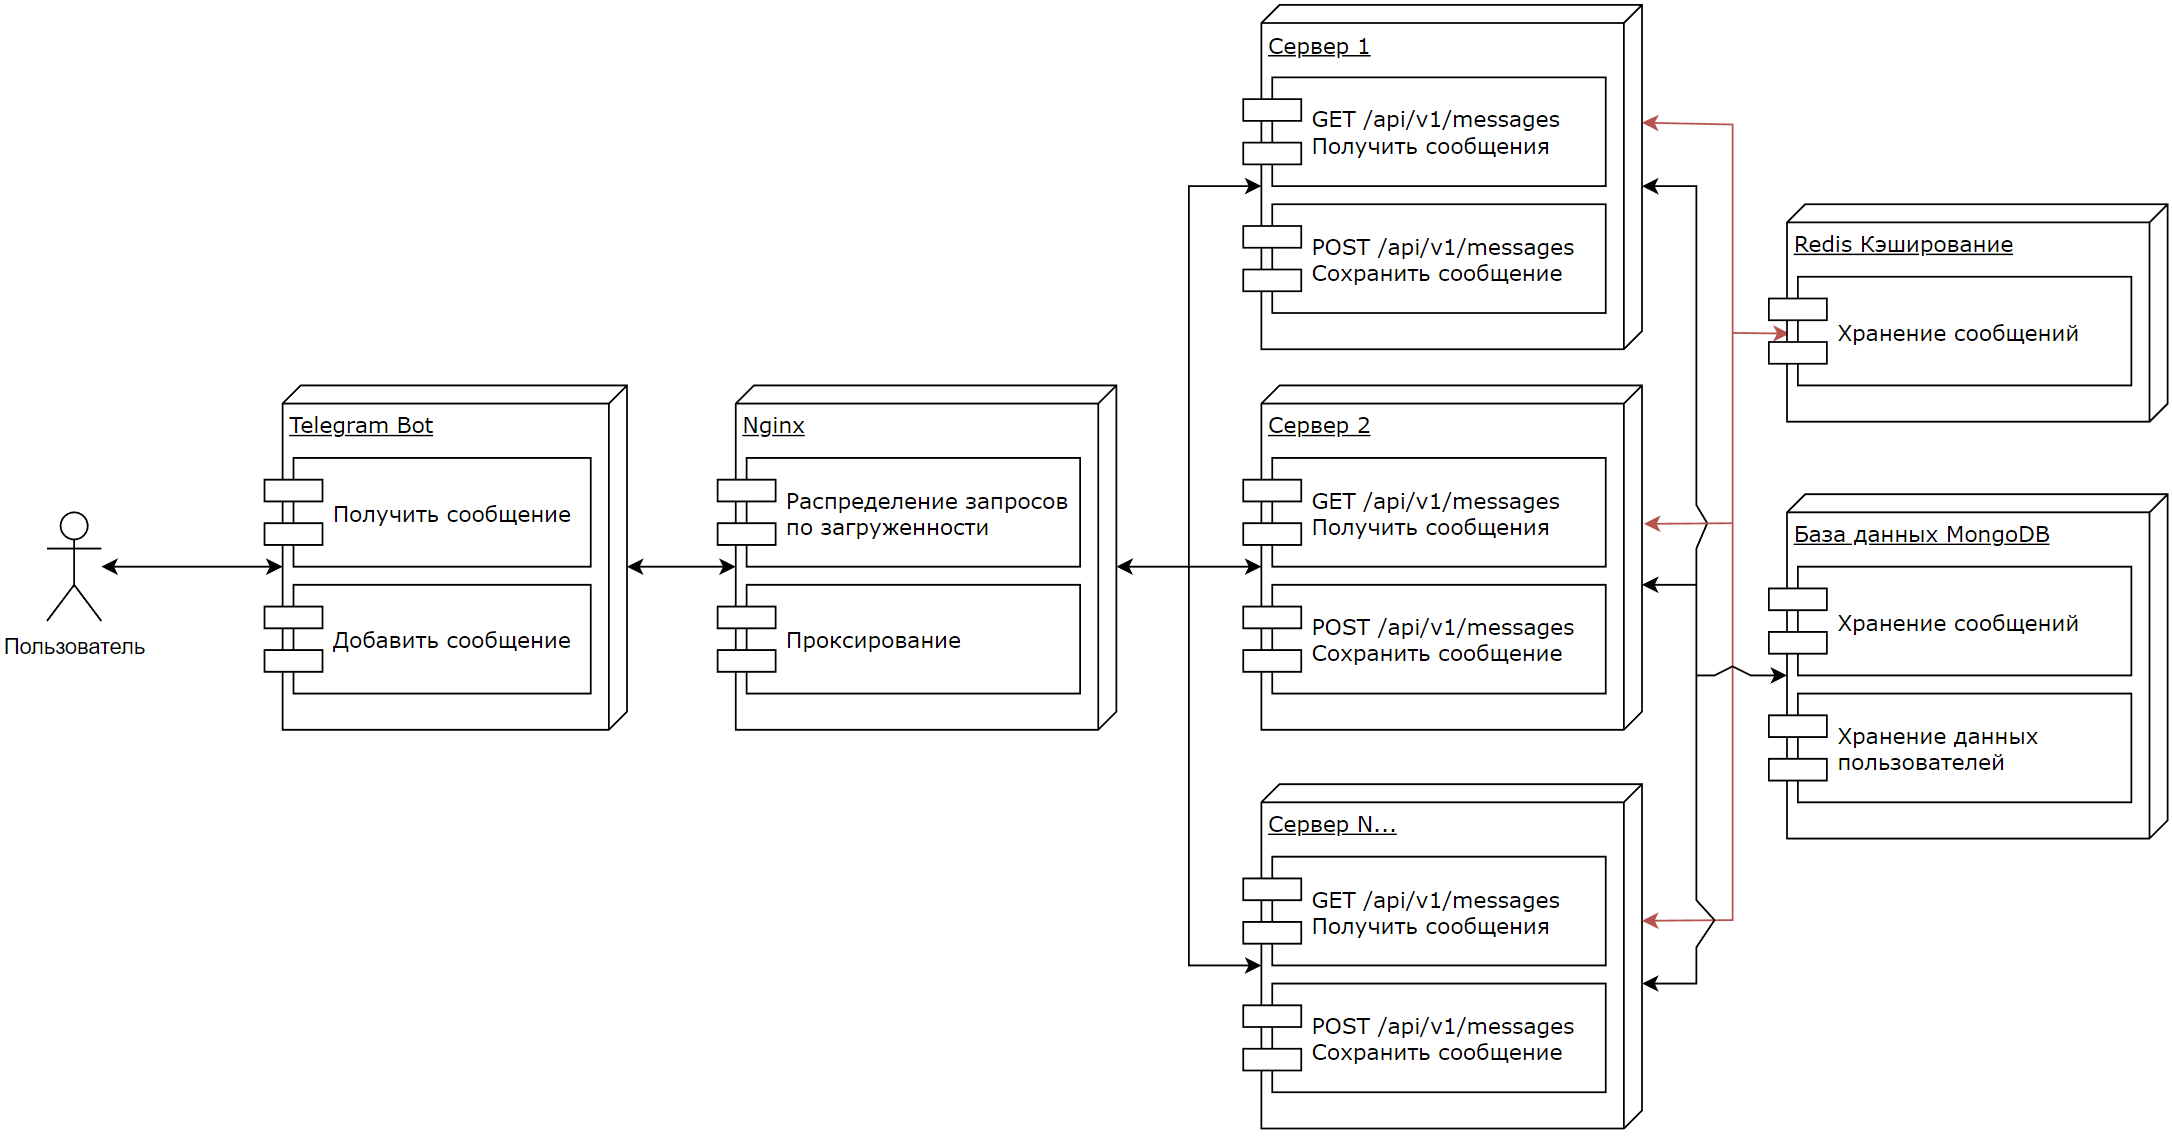 Пользователь
Telegram Bot
Получить сообщение
Добавить сообщение
Nginx
Распределение запросов
по загруженности
Проксирование
Сервер 1
GET /api/v1/messages
Получить сообщения
POST /api/v1/messages
Сохранить сообщение
Сервер 2
GET /api/v1/messages
Получить сообщения
POST /api/v1/messages
Сохранить сообщение
Сервер N...
GET /api/v1/messages
Получить сообщения
POST /api/v1/messages
Сохранить сообщение
Redis Кэширование
Хранение сообщений
База данных MongoDB
Хранение сообщений
Хранение данных
пользователей